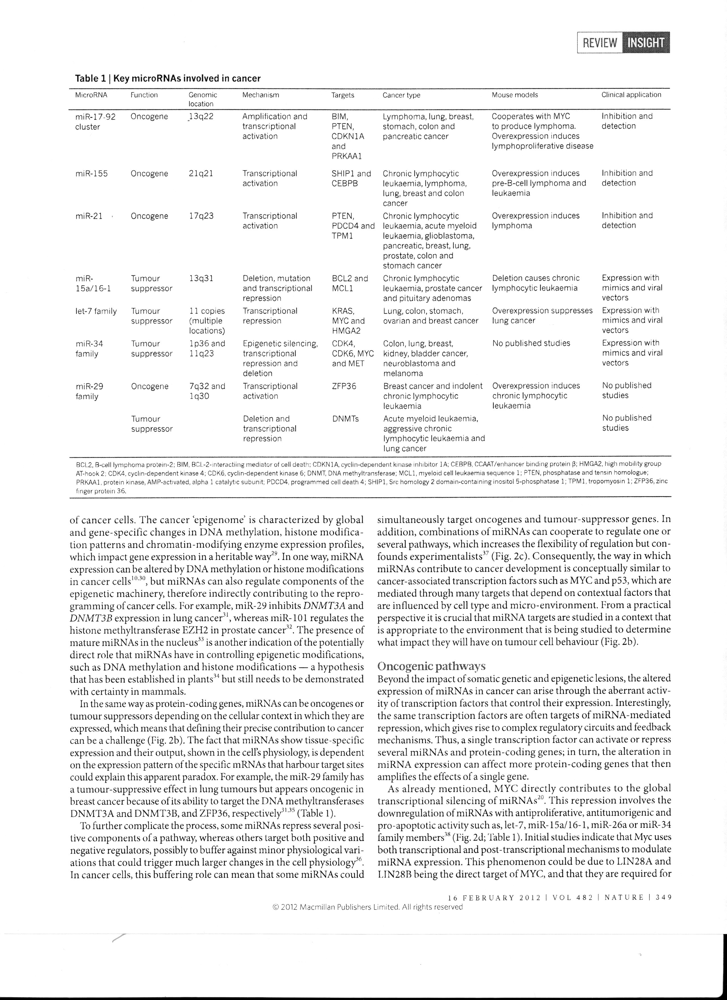 REVIEW INSIGHT
Table 1 | Key microRNAs involved in cancer
MicroRNA Function Genomic location Mechanism Targets Cancer type Mouse models Clinical application
miR-17-92 cluster Oncogene 13q22 Amplification and transcriptional activation BIM, PTEN, CDKN1A and PRKAA1 Lymphoma, lung, breast, stomach, colon and pancreatic cancer Cooperates with MYC to produce lymphoma. Overexpression induces lymphoproliferative disease Inhibition and detection
miR-155 Oncogene 21q21 Transcriptional activation SHIP1 and CEBPB Chronic lymphocytic leukaemia, lymphoma, lung, breast and colon cancer Overexpression induces pre-B-cell lymphoma and leukaemia Inhibition and detection
miR-21 Oncogene 17q23 Transcriptional activation PTEN, PDCD4 and TPM1 Chronic lymphocytic leukaemia, acute myeloid leukaemia, glioblastoma, pancreatic, breast, lung, prostate, colon and stomach cancer Overexpression induces lymphoma Inhibition and detection
miR-15a/16-1 Tumour suppressor 13q31 Deletion, mutation and transcriptional repression BCL2 and MCL1 Chronic lymphocytic leukaemia, prostate cancer and pituitary adenomas Deletion causes chronic lymphocytic leukaemia Expression with mimics and viral vectors
let-7 family Tumour suppressor 11 copies (multiple locations) Transcriptional repression KRAS, MYC and HMGA2 Lung, colon, stomach, ovarian and breast cancer Overexpression suppresses lung cancer Expression with mimics and viral vectors
miR-34 family Tumour suppressor 1p36 and 11q23 Epigenetic silencing, transcriptional repression and deletion CDK4, CDK6, MYC and MET Colon, lung, breast, kidney, bladder cancer, neuroblastoma and melanoma No published studies Expression with mimics and viral vectors
miR-29 family Oncogene 7q32 and 1q30 Transcriptional activation ZFP36 Breast cancer and indolent chronic lymphocytic leukaemia Overexpression induces chronic lymphocytic leukaemia No published studies
Tumour suppressor Deletion and transcriptional repression DNMTs Acute myeloid leukaemia, aggressive chronic lymphocytic leukaemia and lung cancer No published studies
BCL2, B-cell lymphoma protein-2; BIM, BCL-2-interactiing mediator of cell death; CDKN1A, cyclin-dependent kinase inhibitor 1A; CEBPB, CCAAT/enhancer binding protein β; HMGA2, high mobility group
AT-hook 2; CDK4, cyclin-dependent kinase 4; CDK6, cyclin-dependent kinase 6; DNMT, DNA methyltransferase; MCL1, myeloid cell leukaemia sequence 1; PTEN, phosphatase and tensin homologue;
PRKAA1, protein kinase, AMP-activated, alpha 1 catalytic subunit; PDCD4, programmed cell death 4; SHIP1, Src homology 2 domain-containing inositol 5-phosphatase 1; TPM1, tropomyosin 1; ZFP36, zinc
finger protein 36.
of cancer cells. The cancer ‘epigenome’ is characterized by global
and gene-specific changes in DNA methylation, histone modifica-
tion patterns and chromatin-modifying enzyme expression profiles,
which impact gene expression in a heritable way29. In one way, miRNA
expression can be altered by DNA methylation or histone modifications
in cancer cells10,30, but miRNAs can also regulate components of the
epigenetic machinery, therefore indirectly contributing to the repro-
gramming of cancer cells. For example, miR-29 inhibits DNMT3A and
DNMT3B expression in lung cancer31, whereas miR-101 regulates the
histone methyltransferase EZH2 in prostate cancer32. The presence of
mature miRNAs in the nucleus33 is another indication of the potentially
direct role that miRNAs have in controlling epigenetic modifications,
such as DNA methylation and histone modifications — a hypothesis
that has been established in plants34 but still needs to be demonstrated
with certainty in mammals.
In the same way as protein-coding genes, miRNAs can be oncogenes or
tumour suppressors depending on the cellular context in which they are
expressed, which means that defining their precise contribution to cancer
can be a challenge (Fig. 2b). The fact that miRNAs show tissue-specific
expression and their output, shown in the cell’s physiology, is dependent
on the expression pattern of the specific mRNAs that harbour target sites
could explain this apparent paradox. For example, the miR-29 family has
a tumour-suppressive effect in lung tumours but appears oncogenic in
breast cancer because of its ability to target the DNA methyltransferases
DNMT3A and DNMT3B, and ZFP36, respectively31,35 (Table 1).
To further complicate the process, some miRNAs repress several posi-
tive components of a pathway, whereas others target both positive and
negative regulators, possibly to buffer against minor physiological vari-
ations that could trigger much larger changes in the cell physiology36.
In cancer cells, this buffering role can mean that some miRNAs could
simultaneously target oncogenes and tumour-suppressor genes. In
addition, combinations of miRNAs can cooperate to regulate one or
several pathways, which increases the flexibility of regulation but con-
founds experimentalists37 (Fig. 2c). Consequently, the way in which
miRNAs contribute to cancer development is conceptually similar to
cancer-associated transcription factors such as MYC and p53, which are
mediated through many targets that depend on contextual factors that
are influenced by cell type and micro-environment. From a practical
perspective it is crucial that miRNA targets are studied in a context that
is appropriate to the environment that is being studied to determine
what impact they will have on tumour cell behaviour (Fig. 2b).
Oncogenic pathways
Beyond the impact of somatic genetic and epigenetic lesions, the altered
expression of miRNAs in cancer can arise through the aberrant activ-
ity of transcription factors that control their expression. Interestingly,
the same transcription factors are often targets of miRNA-mediated
repression, which gives rise to complex regulatory circuits and feedback
mechanisms. Thus, a single transcription factor can activate or repress
several miRNAs and protein-coding genes; in turn, the alteration in
miRNA expression can affect more protein-coding genes that then
amplifies the effects of a single gene.
As already mentioned, MYC directly contributes to the global
transcriptional silencing of miRNAs20. This repression involves the
downregulation of miRNAs with antiproliferative, antitumorigenic and
pro-apoptotic activity such as, let-7, miR-15a/16-1, miR-26a or miR-34
family members38 (Fig. 2d; Table 1). Initial studies indicate that Myc uses
both transcriptional and post-transcriptional mechanisms to modulate
miRNA expression. This phenomenon could be due to LIN28A and
LIN28B being the direct target of MYC, and that they are required for
16 FEBRUARY 2012 | VOL 482 | NATURE | 349
© 2012 Macmillan Publishers Limited. All rights reserved